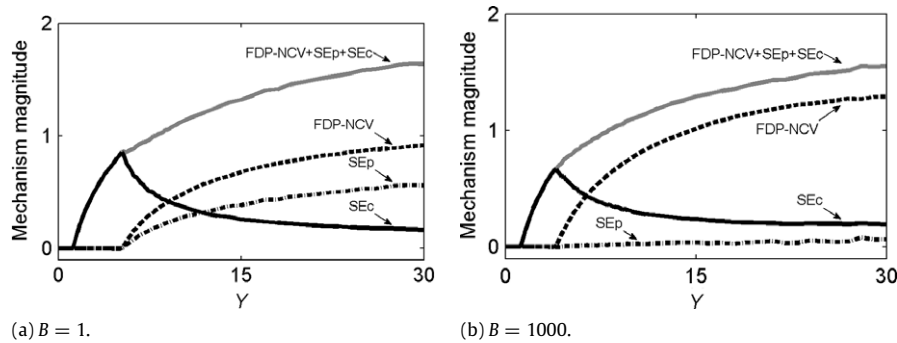 2
Mechanism magnitude
FDP-NCV+SEp+SEc
1
FDP-NCV
SEp
SEc
0
0 15 30
Y
(a) B = 1.
2
Mechanism magnitude
FDP-NCV+SEp+SEc
1
FDP-NCV
SEc
SEp
0
0 15 30
Y
(b) B = 1000.